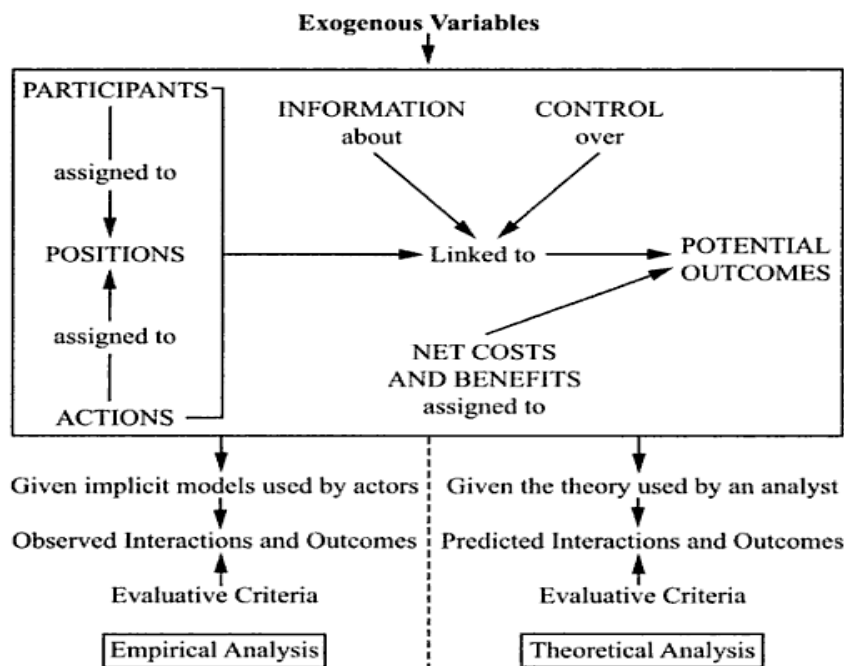 Exogenous Variables
PARTICIPANTS
assigned to
POSITIONS
assigned to
ACTIONS
INFORMATION
about
CONTROL
over
Linked to
POTENTIAL
OUTCOMES
NET COSTS
AND BENEFITS
assigned to
Given implicit models used by actors
Observed Interactions and Outcomes
Evaluative Criteria
Empirical Analysis
Given the theory used by an analyst
Predicted Interactions and Outcomes
Evaluative Criteria
Theoretical Analysis